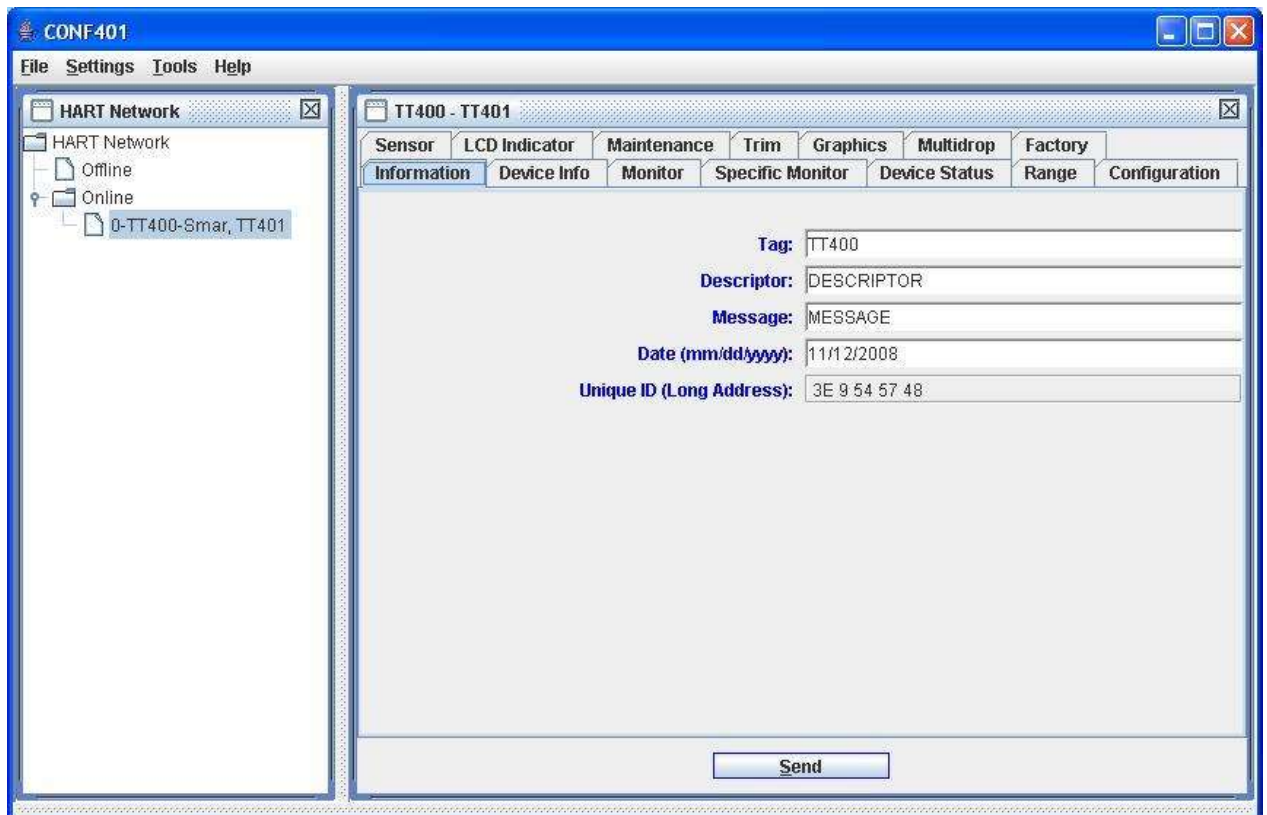 CONF401
File Settings Tools Help
HART Network
HART Network
Offline
Online
0-TT400-Smar, TT401
TT400 - TT401
Sensor LCD Indicator Maintenance Trim Graphics Multidrop Factory
Information Device Info Monitor Specific Monitor Device Status Range Configuration
Tag: TT400
Descriptor: DESCRIPTOR
Message: MESSAGE
Date (mm/dd/yyyy): 11/12/2008
Unique ID (Long Address): 3E 9 54 57 48
Send